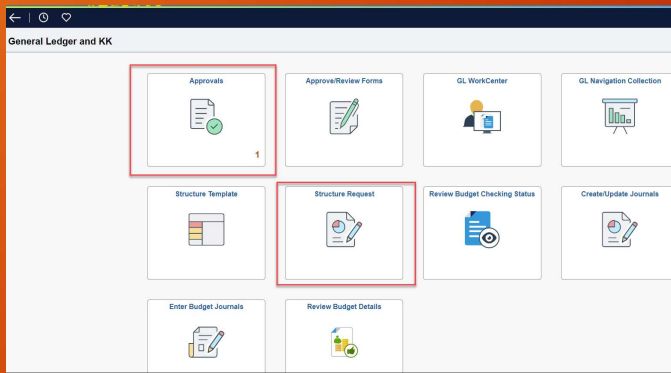 General Ledger and KK
Approvals
Approve/Review Forms
GL WorkCenter
GL Navigation Collection
1
Structure Template
Structure Request
Review Budget Checking Status
Create/Update Journals
Enter Budget Journals
Review Budget Details